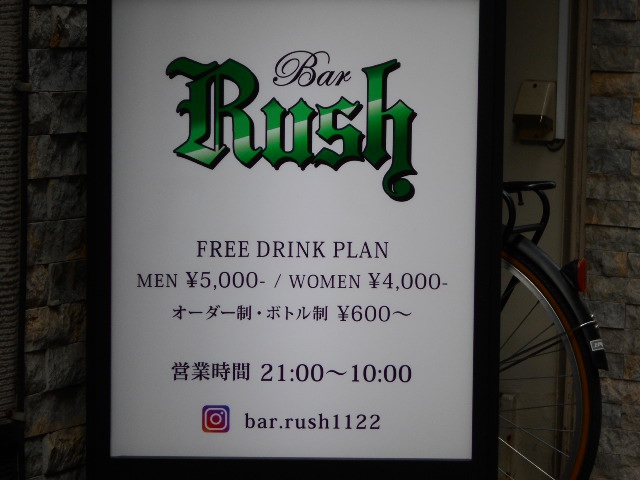 Bar
Rush
FREE DRINK PLAN
MEN ¥5,000- / WOMEN ¥4,000-
オーダー制・ボトル制 ¥600～
営業時間 21:00～10:00
bar.rush1122